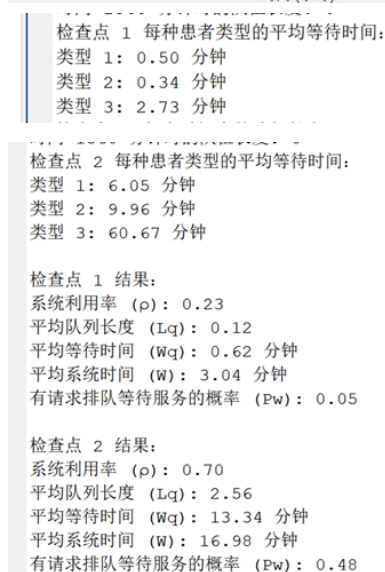 检查点 1 每种患者类型的平均等待时间:
类型 1: 0.50 分钟
类型 2: 0.34 分钟
类型 3: 2.73 分钟
检查点 2 每种患者类型的平均等待时间:
类型 1: 6.05 分钟
类型 2: 9.96 分钟
类型 3: 60.67 分钟
检查点 1 结果:
系统利用率 (ρ): 0.23
平均队列长度 (Lq): 0.12
平均等待时间 (Wq): 0.62 分钟
平均系统时间 (W): 3.04 分钟
有请求排队等待服务的概率 (Pw): 0.05
检查点 2 结果:
系统利用率 (ρ): 0.70
平均队列长度 (Lq): 2.56
平均等待时间 (Wq): 13.34 分钟
平均系统时间 (W): 16.98 分钟
有请求排队等待服务的概率 (Pw): 0.48